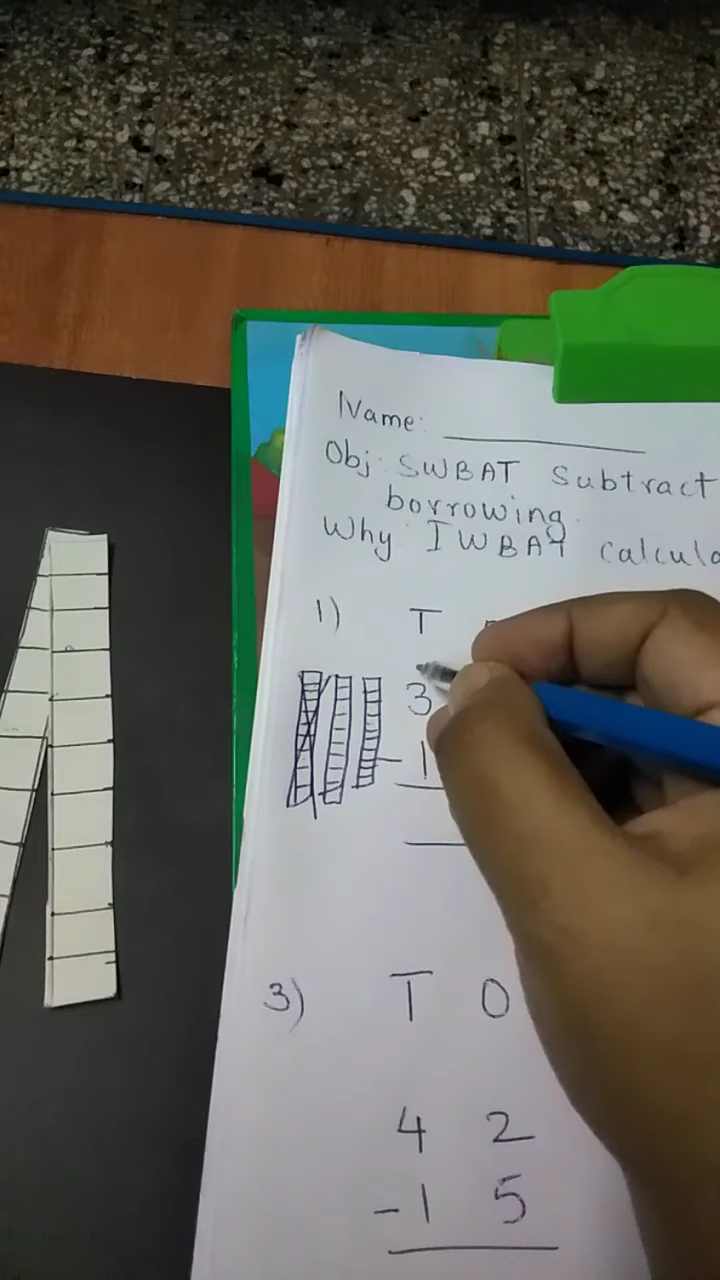 Name:
Obj: SWBAT Subtract
borrowing.
Why IWBAT
1) T
3
- 1
3) T O
4 2
- 1 5